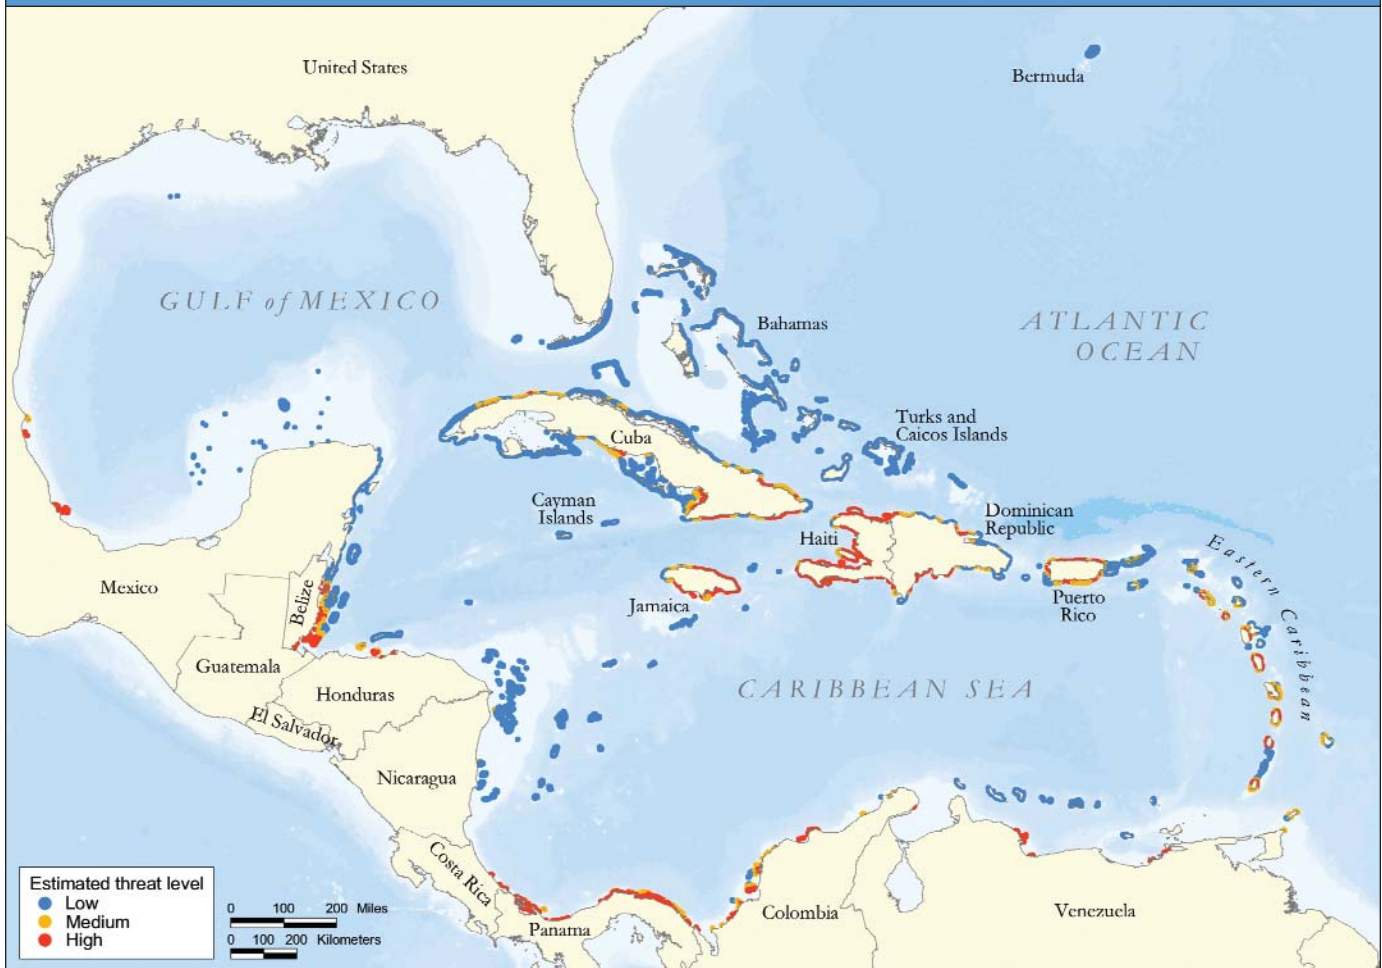 United States
Bermuda
GULF of MEXICO
Bahamas
ATLANTIC
OCEAN
Turks and
Caicos Islands
Cuba
Cayman
Islands
Dominican
Republic
Haiti
Eastern Caribbean
Mexico
Belize
Jamaica
Puerto
Rico
Guatemala
Honduras
CARIBBEAN SEA
El Salvador
Nicaragua
Costa Rica
Panama
Colombia
Venezuela
Estimated threat level
Low
Medium
High
0 100 200 Miles
0 100 200 Kilometers